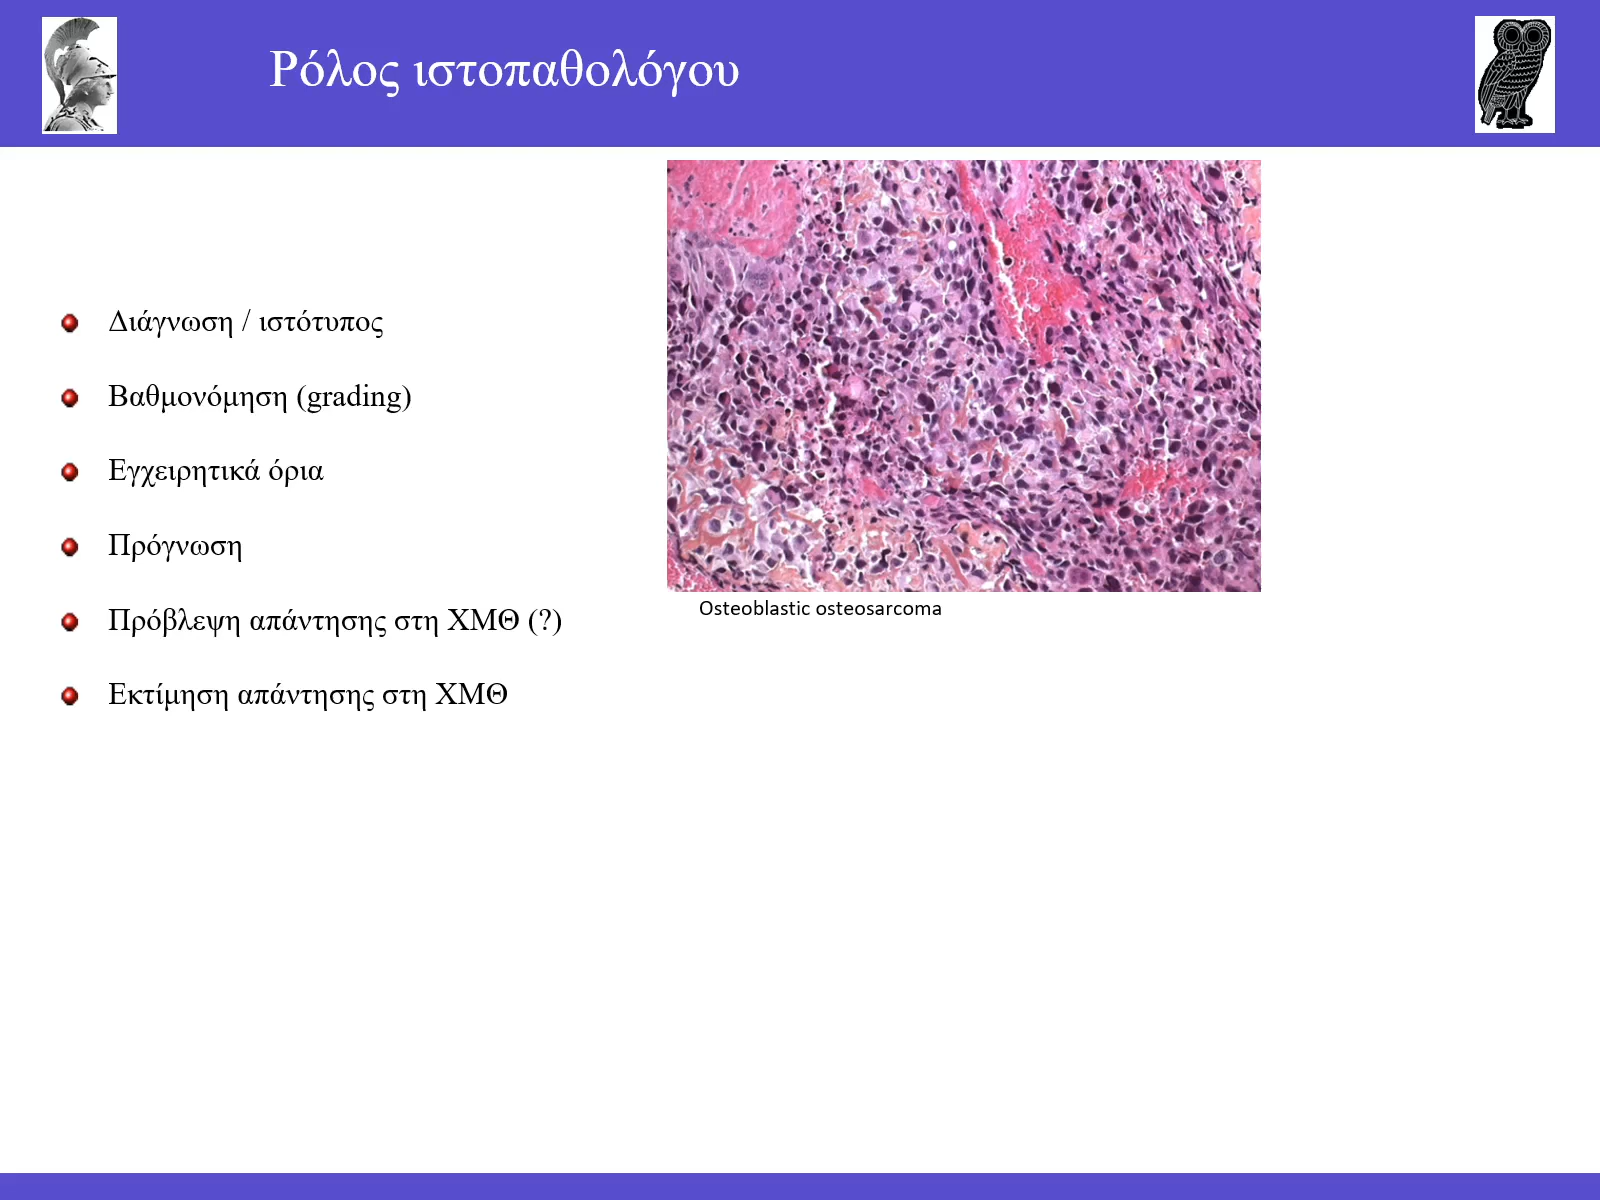 Ρόλος ιστοπαθολόγου
Διάγνωση / ιστότυπος
Βαθμονόμηση (grading)
Εγχειρητικά όρια
Πρόγνωση
Πρόβλεψη απάντησης στη ΧΜΘ (?)
Εκτίμηση απάντησης στη ΧΜΘ
Osteoblastic osteosarcoma